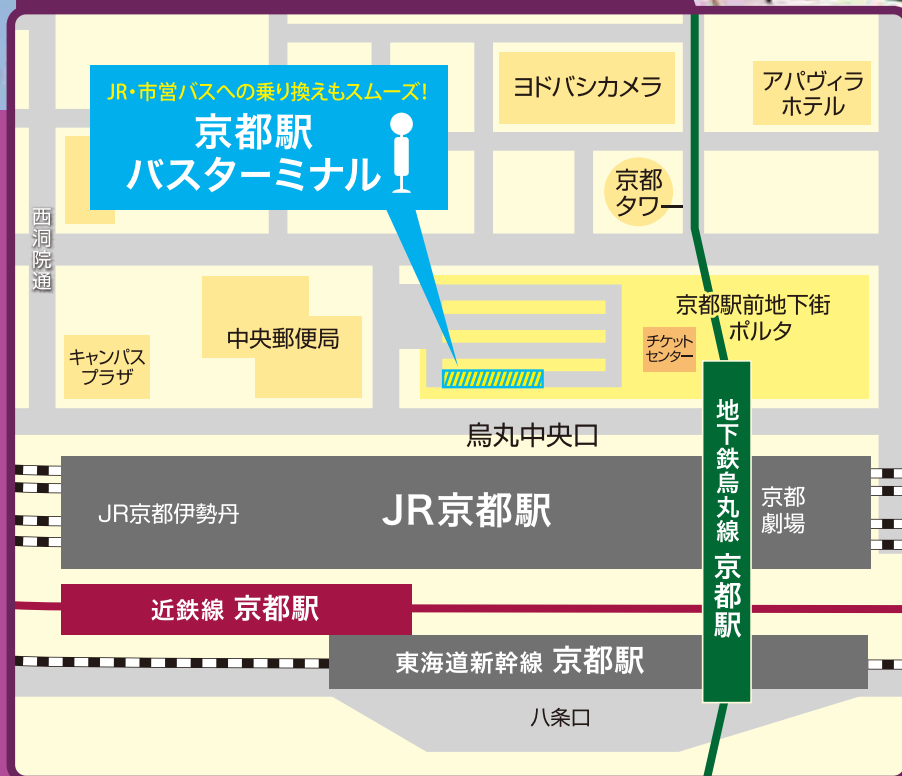 JR・市営バスへの乗り換えもスムーズ!
京都駅
バスターミナル
ヨドバシカメラ
アパヴィラ
ホテル
京都
タワー
西洞院通
中央郵便局
キャンパス
プラザ
京都駅前地下街
ポルタ
チケット
センター
烏丸中央口
JR京都伊勢丹
JR京都駅
地下鉄烏丸線 京都駅
京都
劇場
近鉄線 京都駅
東海道新幹線 京都駅
八条口